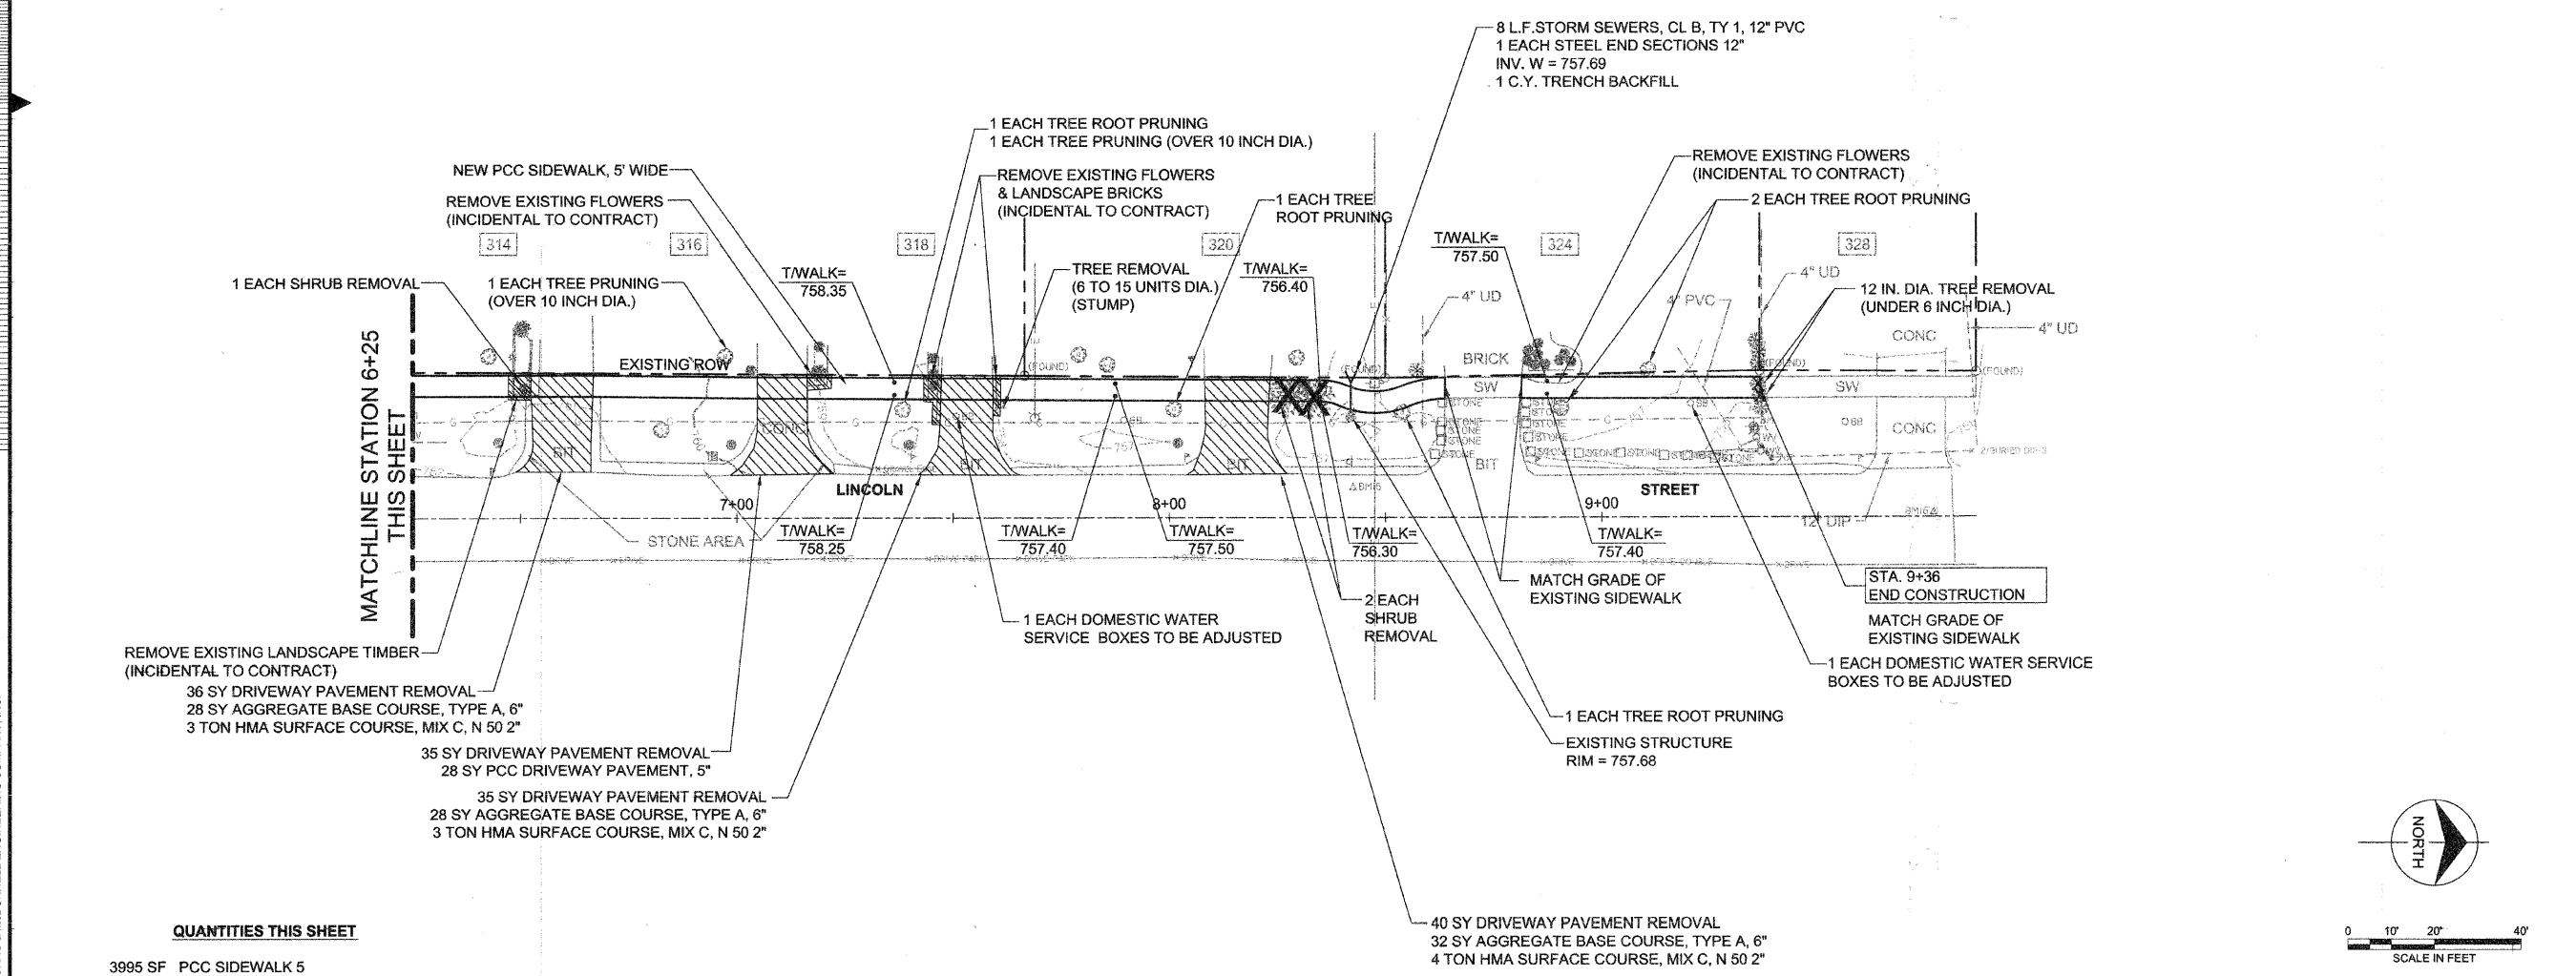 8 L.F.STORM SEWERS, CL B, TY 1, 12" PVC
1 EACH STEEL END SECTIONS 12"
INV. W = 757.69
1 C.Y. TRENCH BACKFILL
1 EACH TREE ROOT PRUNING
1 EACH TREE PRUNING (OVER 10 INCH DIA.)
NEW PCC SIDEWALK, 5' WIDE
REMOVE EXISTING FLOWERS
(INCIDENTAL TO CONTRACT)
REMOVE EXISTING FLOWERS
& LANDSCAPE BRICKS
(INCIDENTAL TO CONTRACT)
1 EACH TREE
ROOT PRUNING
REMOVE EXISTING FLOWERS
(INCIDENTAL TO CONTRACT)
2 EACH TREE ROOT PRUNING
314
316
318
320
324
328
1 EACH SHRUB REMOVAL
1 EACH TREE PRUNING
(OVER 10 INCH DIA.)
T/WALK=
758.35
TREE REMOVAL
(6 TO 15 UNITS DIA.)
(STUMP)
T/WALK=
756.40
T/WALK=
757.50
4" UD
4" PVC
4" UD
12 IN. DIA. TREE REMOVAL
(UNDER 6 INCH DIA.)
CONC
4" UD
MATCHLINE STATION 6+25
THIS SHEET
EXISTING ROW
(FOUND)
(FOUND)
(FOUND)
(FOUND)
BRICK
SW
SW
BIT
CONC
BIT
BIT
BIT
CONC
STONE
STONE
STONE
STONE
STONE
LINCOLN
STREET
7+00
8+00
9+00
12" DIP
STONE AREA
T/WALK=
758.25
T/WALK=
757.40
T/WALK=
757.50
T/WALK=
756.30
T/WALK=
757.40
MATCH GRADE OF
EXISTING SIDEWALK
STA. 9+36
END CONSTRUCTION
MATCH GRADE OF
EXISTING SIDEWALK
2 EACH
SHRUB
REMOVAL
1 EACH DOMESTIC WATER
SERVICE BOXES TO BE ADJUSTED
1 EACH DOMESTIC WATER SERVICE
BOXES TO BE ADJUSTED
REMOVE EXISTING LANDSCAPE TIMBER
(INCIDENTAL TO CONTRACT)
36 SY DRIVEWAY PAVEMENT REMOVAL
28 SY AGGREGATE BASE COURSE, TYPE A, 6"
3 TON HMA SURFACE COURSE, MIX C, N 50 2"
1 EACH TREE ROOT PRUNING
EXISTING STRUCTURE
RIM = 757.68
35 SY DRIVEWAY PAVEMENT REMOVAL
28 SY PCC DRIVEWAY PAVEMENT, 5"
35 SY DRIVEWAY PAVEMENT REMOVAL
28 SY AGGREGATE BASE COURSE, TYPE A, 6"
3 TON HMA SURFACE COURSE, MIX C, N 50 2"
40 SY DRIVEWAY PAVEMENT REMOVAL
32 SY AGGREGATE BASE COURSE, TYPE A, 6"
4 TON HMA SURFACE COURSE, MIX C, N 50 2"
NORTH
0 10' 20' 40'
SCALE IN FEET
QUANTITIES THIS SHEET
3995 SF PCC SIDEWALK 5